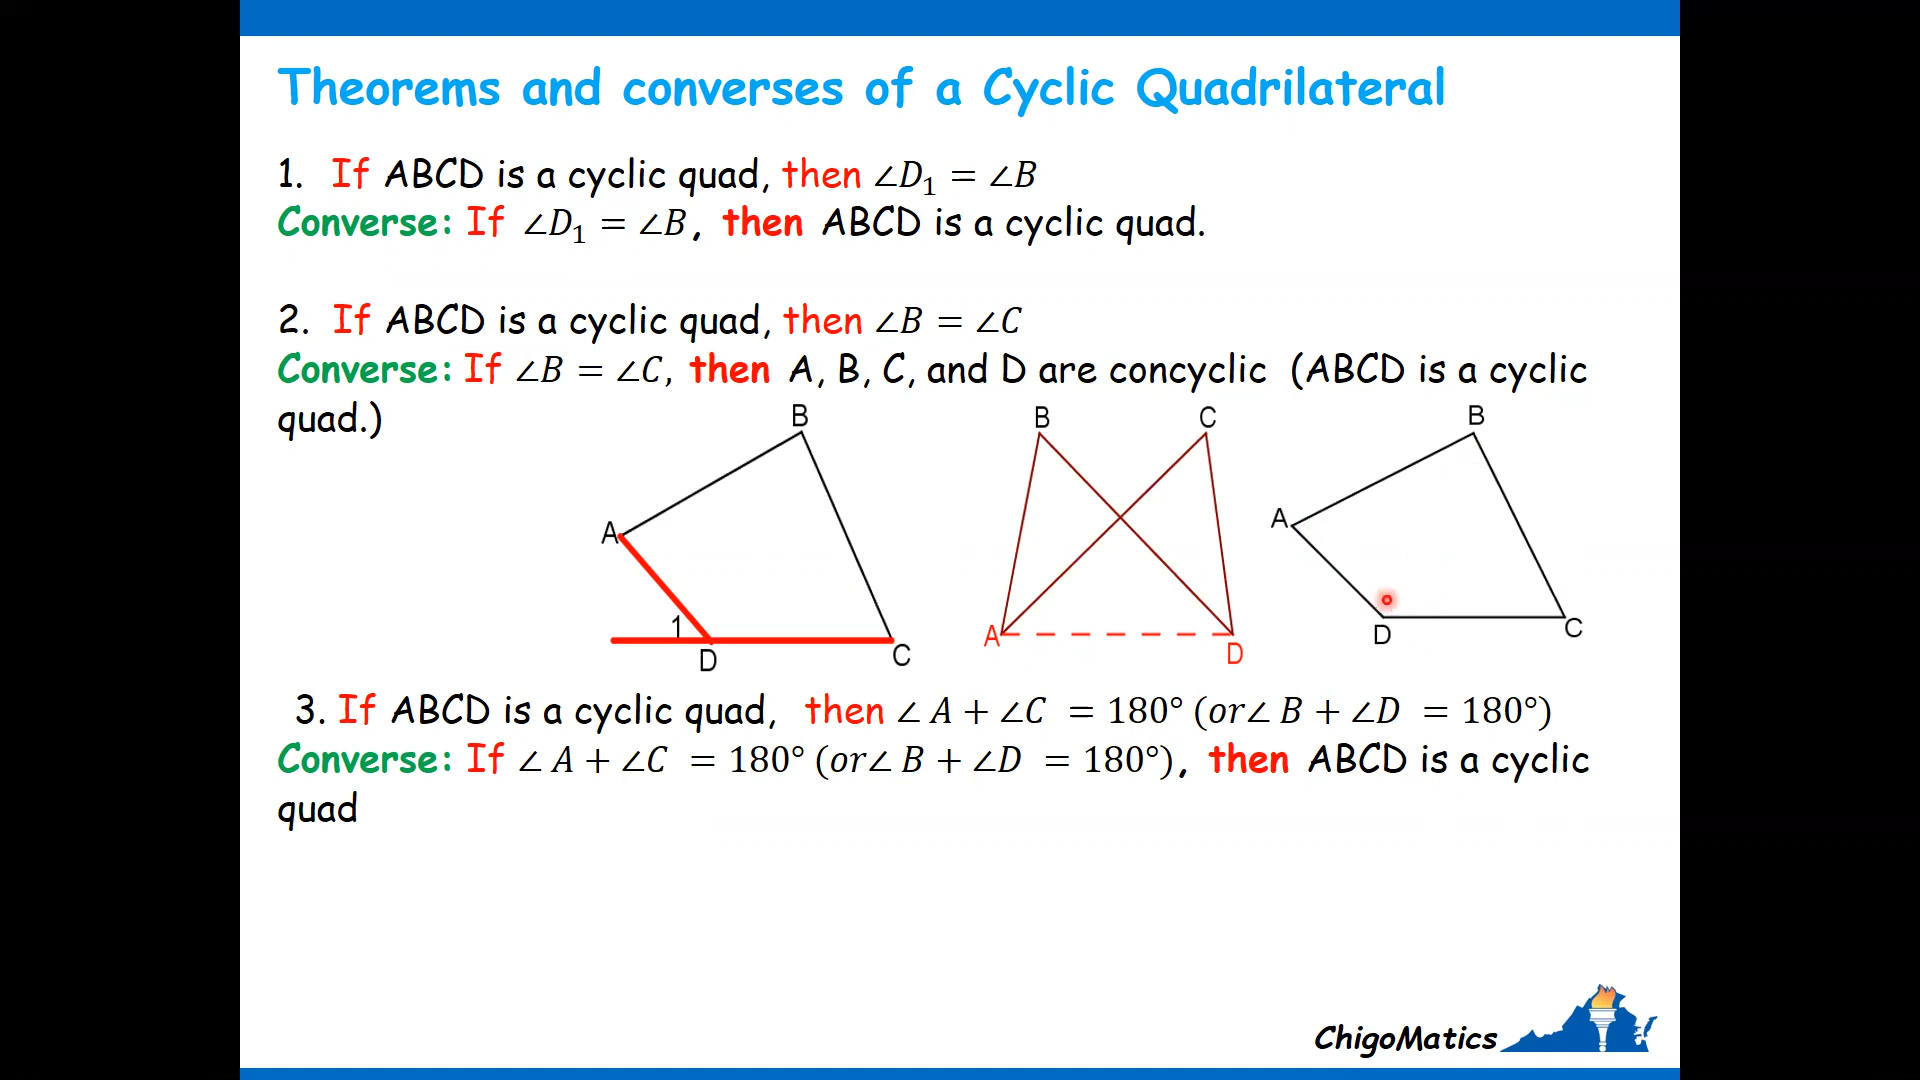 Theorems and converses of a Cyclic Quadrilateral
1. If ABCD is a cyclic quad, then ∠D₁ = ∠B
Converse: If ∠D₁ = ∠B, then ABCD is a cyclic quad.
2. If ABCD is a cyclic quad, then ∠B = ∠C
Converse: If ∠B = ∠C, then A, B, C, and D are concyclic (ABCD is a cyclic
quad.)
B
A
1
D
C
B
C
A
D
B
A
D
C
3. If ABCD is a cyclic quad, then ∠ A + ∠C = 180° (or∠ B + ∠D = 180°)
Converse: If ∠ A + ∠C = 180° (or∠ B + ∠D = 180°), then ABCD is a cyclic
quad
ChigoMatics